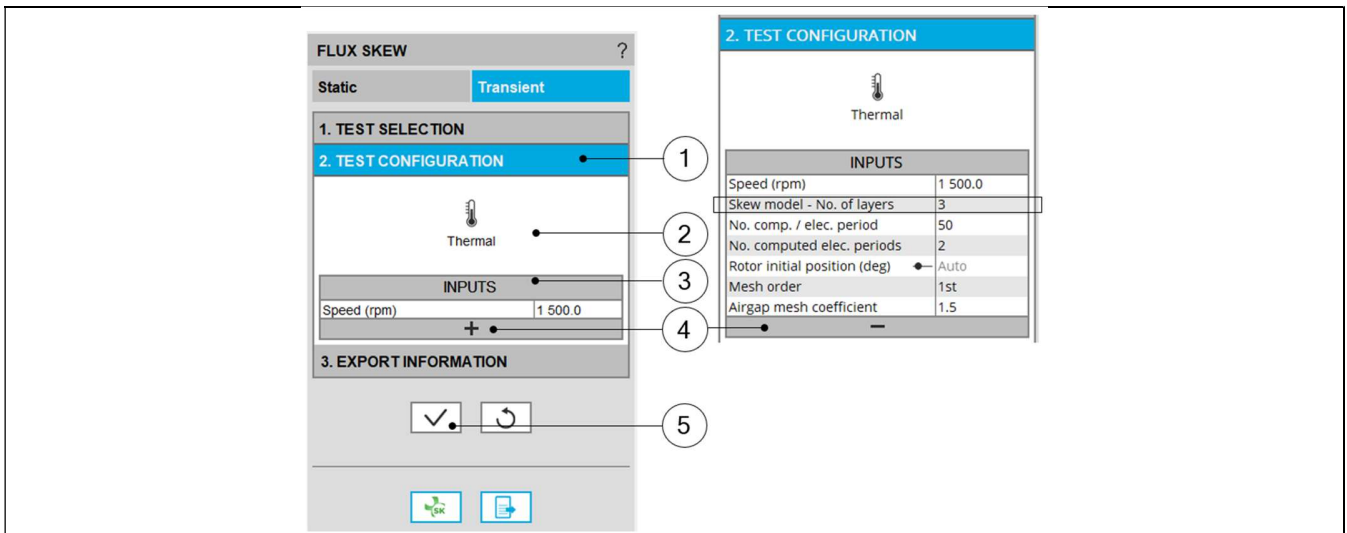 FLUX SKEW ?
Static Transient
1. TEST SELECTION
2. TEST CONFIGURATION
Thermal
INPUTS
Speed (rpm) 1 500.0
+
3. EXPORT INFORMATION
SK
1
2
3
4
5
2. TEST CONFIGURATION
Thermal
INPUTS
Speed (rpm) 1 500.0
Skew model - No. of layers 3
No. comp. / elec. period 50
No. computed elec. periods 2
Rotor initial position (deg) Auto
Mesh order 1st
Airgap mesh coefficient 1.5
−